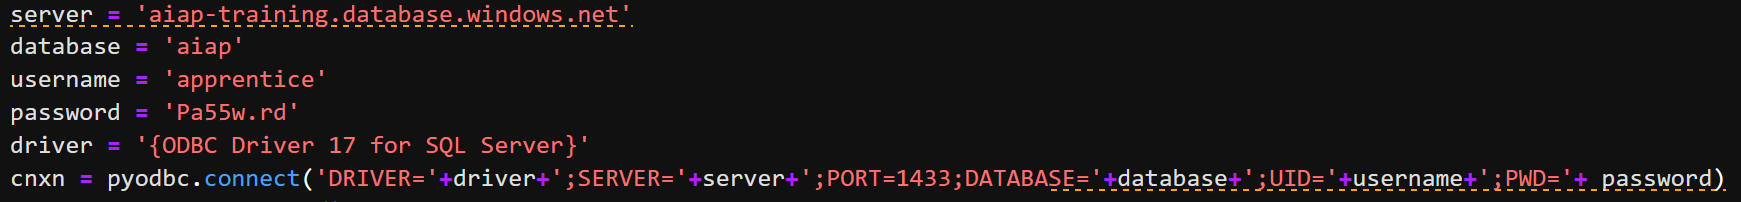 server = 'aiap-training.database.windows.net'
database = 'aiap'
username = 'apprentice'
password = 'Pa55w.rd'
driver = '{ODBC Driver 17 for SQL Server}'
cnxn = pyodbc.connect('DRIVER='+driver+';SERVER='+server+';PORT=1433;DATABASE='+database+';UID='+username+';PWD='+ password)